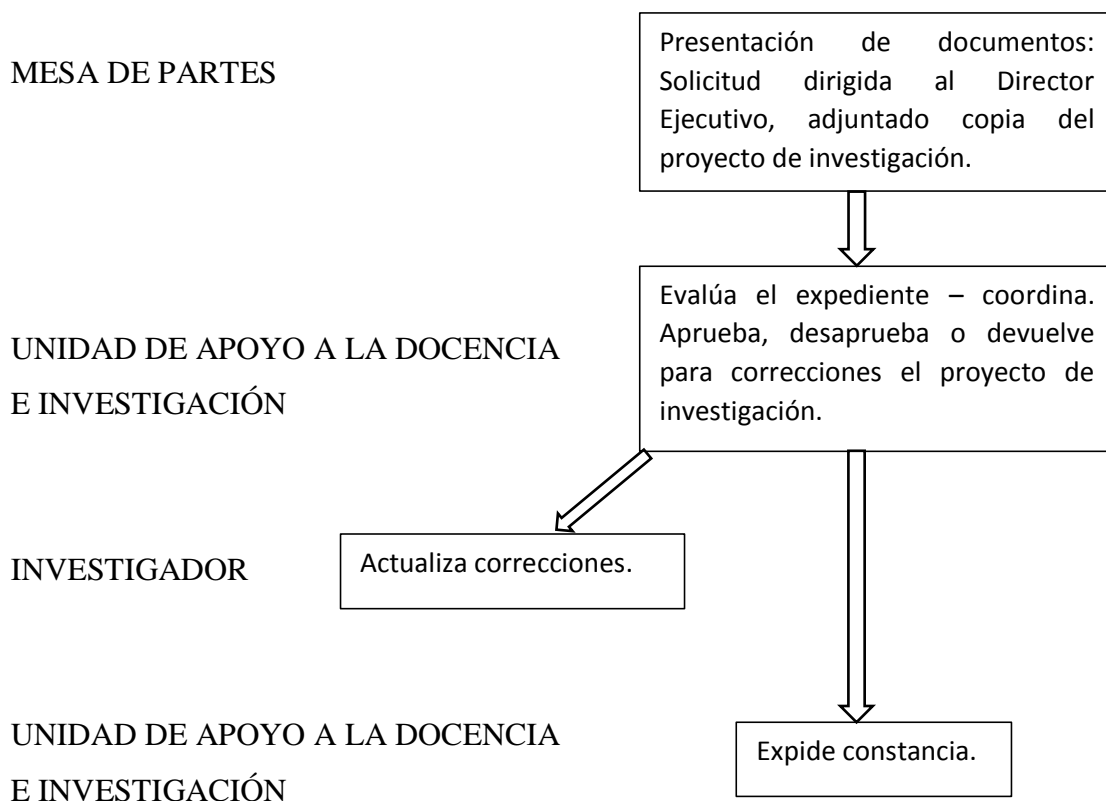 MESA DE PARTES
Presentación de documentos:
Solicitud dirigida al Director
Ejecutivo, adjuntado copia del
proyecto de investigación.
UNIDAD DE APOYO A LA DOCENCIA
E INVESTIGACIÓN
Evalúa el expediente – coordina.
Aprueba, desaprueba o devuelve
para correcciones el proyecto de
investigación.
INVESTIGADOR
Actualiza correcciones.
UNIDAD DE APOYO A LA DOCENCIA
E INVESTIGACIÓN
Expide constancia.